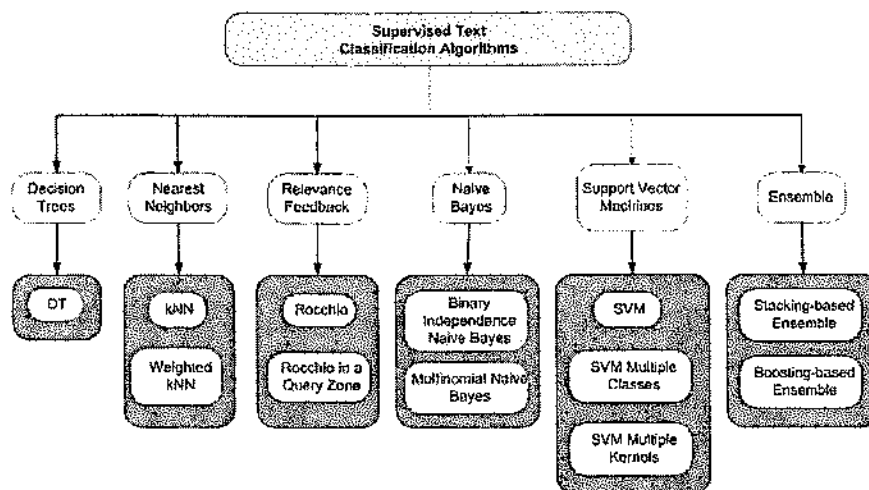 Supervised Text
Classification Algorithms
Decision
Trees
Nearest
Neighbors
Relevance
Feedback
Naive
Bayes
Support Vector
Machines
Ensemble
DT
kNN
Weighted
kNN
Rocchio
Rocchio in a
Query Zone
Binary
Independence
Naive Bayes
Multinomial Naive
Bayes
SVM
SVM Multiple
Classes
SVM Multiple
Kernels
Stacking-based
Ensemble
Boosting-based
Ensemble